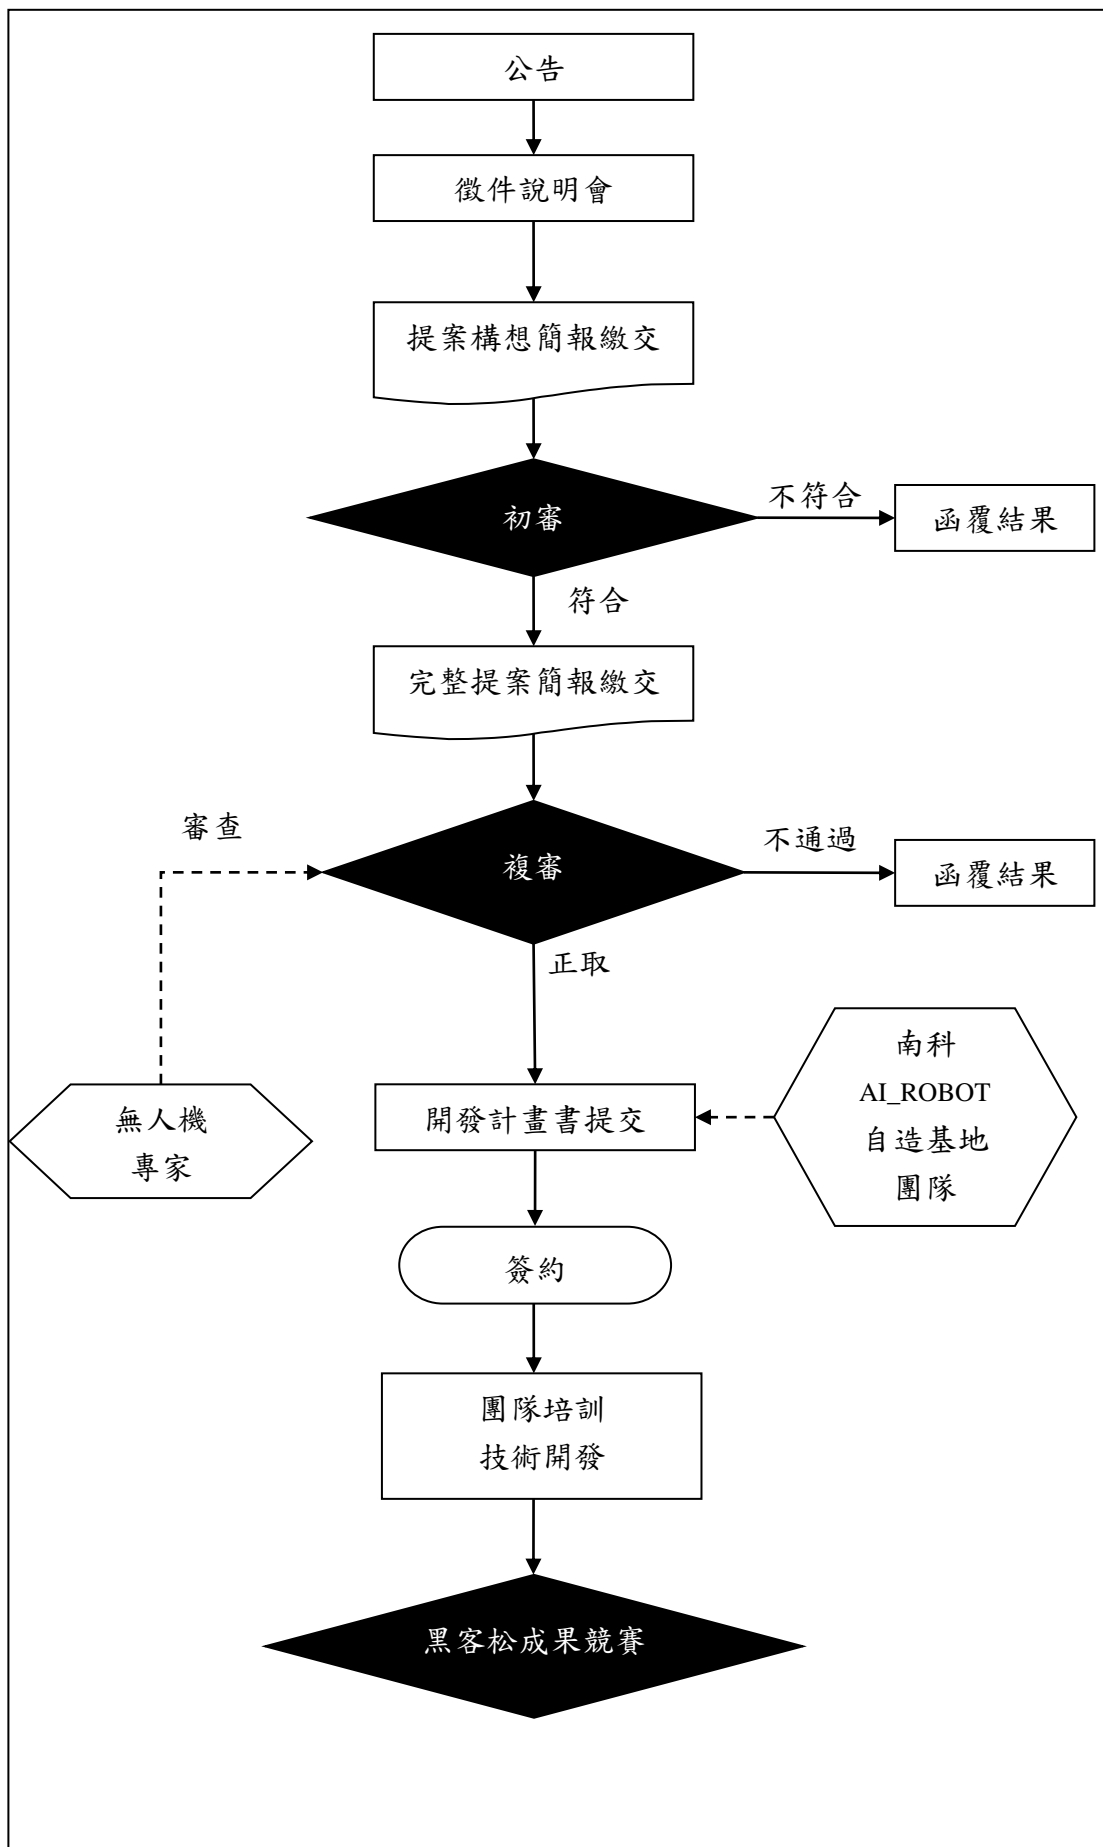 公告
徵件說明會
提案構想簡報繳交
初審
不符合
函覆結果
符合
完整提案簡報繳交
審查
複審
不通過
函覆結果
正取
無人機
專家
開發計畫書提交
南科
AI_ROBOT
自造基地
團隊
簽約
團隊培訓
技術開發
黑客松成果競賽